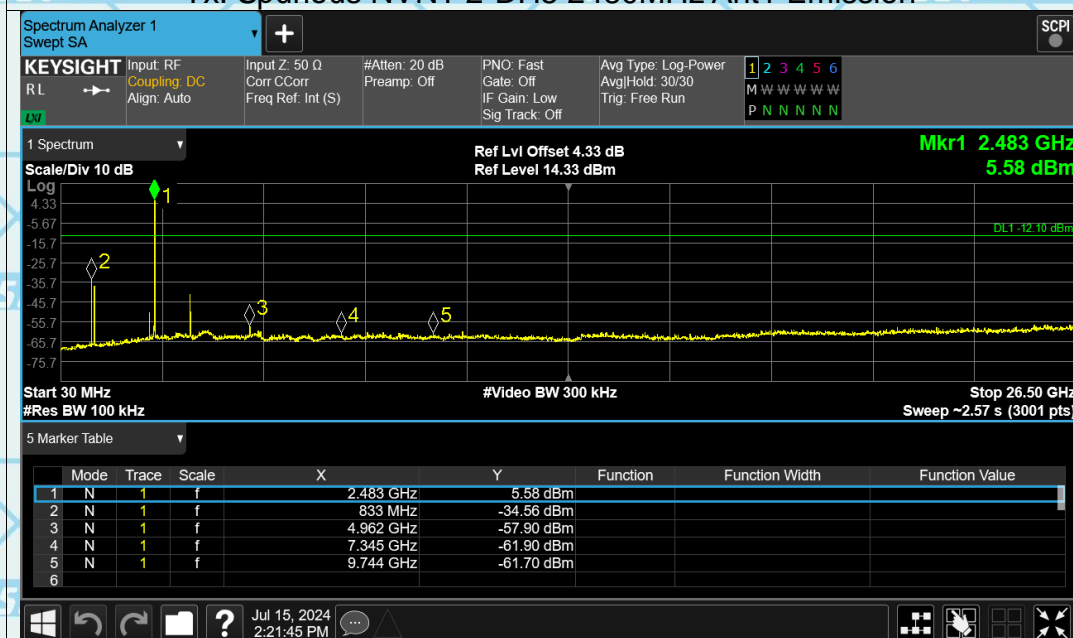 Tx. Spurious NVNT 2-DH5 2480MHz Ant1 Emission
Spectrum Analyzer 1
Swept SA
+
SCPI
KEYSIGHT
RL
LXI
Input: RF
Coupling: DC
Align: Auto
Input Z: 50 Ω
Corr CCorr
Freq Ref: Int (S)
#Atten: 20 dB
Preamp: Off
PNO: Fast
Gate: Off
IF Gain: Low
Sig Track: Off
Avg Type: Log-Power
Avg|Hold: 30/30
Trig: Free Run
1 2 3 4 5 6
M W W W W W
P N N N N N
1 Spectrum
Scale/Div 10 dB
Ref Lvl Offset 4.33 dB
Ref Level 14.33 dBm
Mkr1 2.483 GHz
5.58 dBm
Log
4.33
-5.67
-15.7
-25.7
-35.7
-45.7
-55.7
-65.7
-75.7
DL1 -12.10 dBm
1
2
3
4
5
Start 30 MHz
#Video BW 300 kHz
Stop 26.50 GHz
#Res BW 100 kHz
Sweep ~2.57 s (3001 pts)
5 Marker Table
Mode Trace Scale X Y Function Function Width Function Value
1 N 1 f 2.483 GHz 5.58 dBm
2 N 1 f 833 MHz -34.56 dBm
3 N 1 f 4.962 GHz -57.90 dBm
4 N 1 f 7.345 GHz -61.90 dBm
5 N 1 f 9.744 GHz -61.70 dBm
6
?
Jul 15, 2024
2:21:45 PM